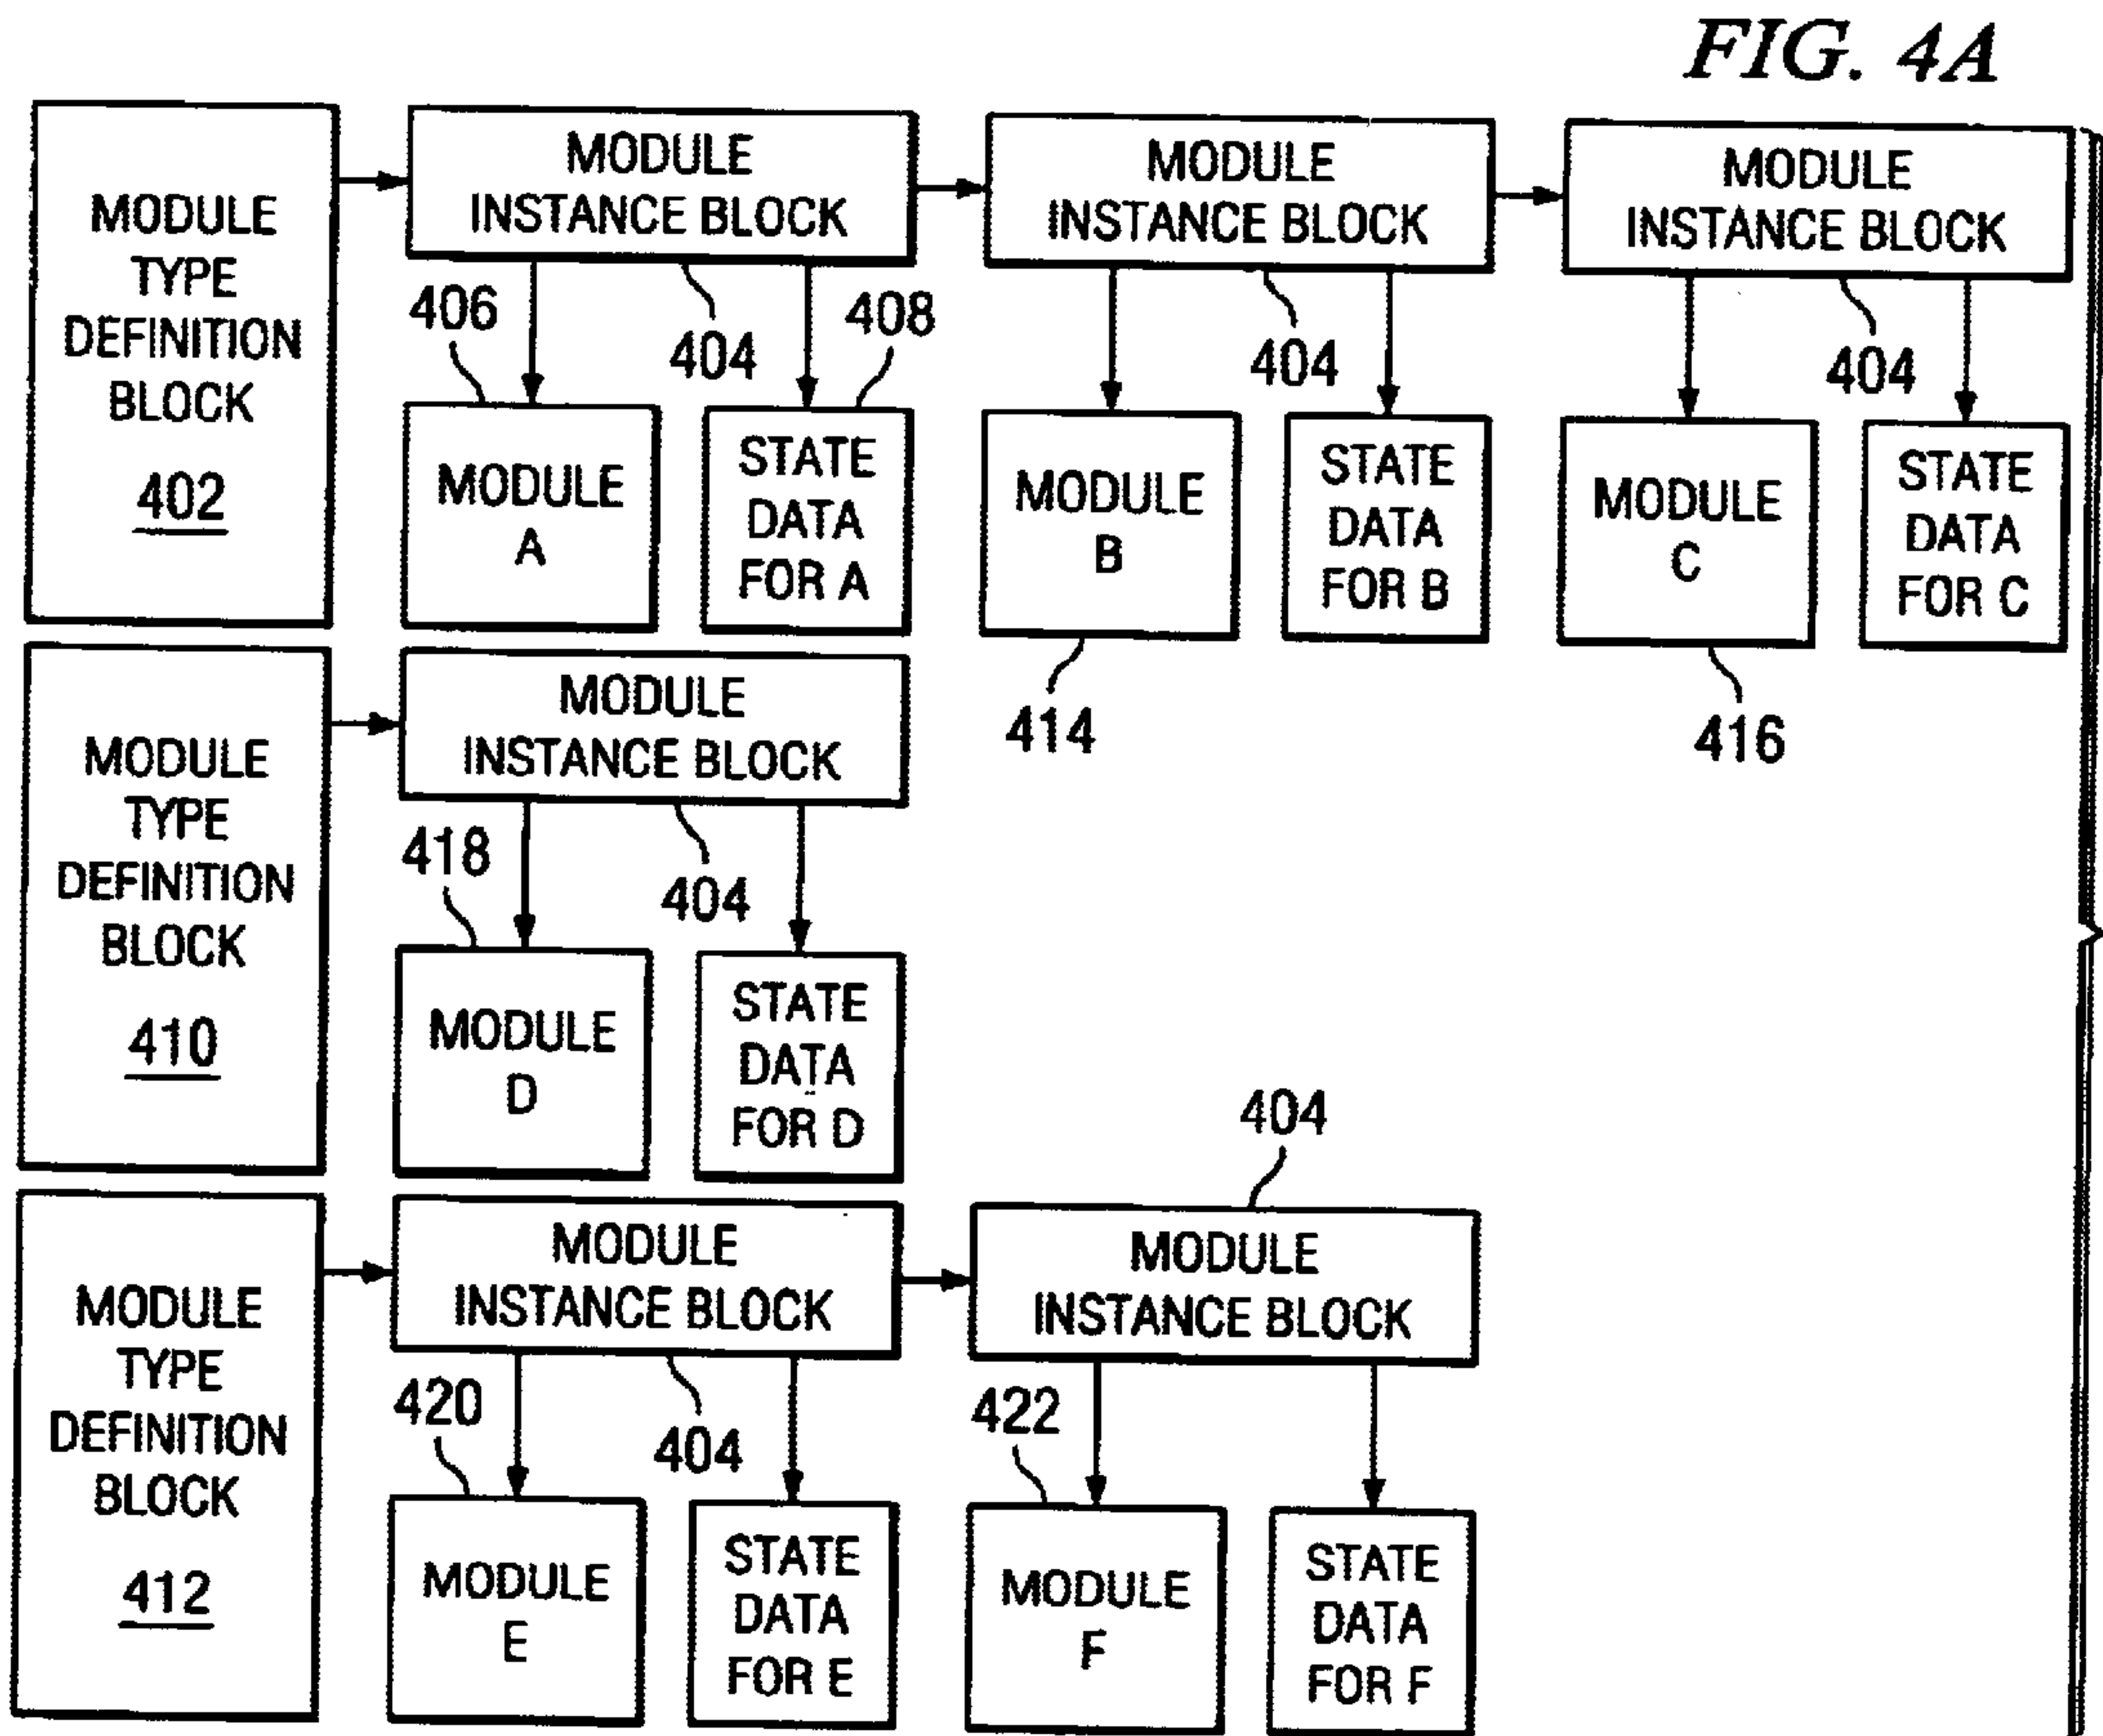 FIG. 4A
MODULE
TYPE
DEFINITION
BLOCK
402
MODULE
INSTANCE BLOCK
MODULE
INSTANCE BLOCK
MODULE
INSTANCE BLOCK
406
404
408
404
404
MODULE
A
STATE
DATA
FOR A
MODULE
B
STATE
DATA
FOR B
MODULE
C
STATE
DATA
FOR C
414
416
MODULE
TYPE
DEFINITION
BLOCK
410
MODULE
INSTANCE BLOCK
418
404
MODULE
D
STATE
DATA
FOR D
404
MODULE
TYPE
DEFINITION
BLOCK
412
MODULE
INSTANCE BLOCK
MODULE
INSTANCE BLOCK
420
404
422
MODULE
E
STATE
DATA
FOR E
MODULE
F
STATE
DATA
FOR F